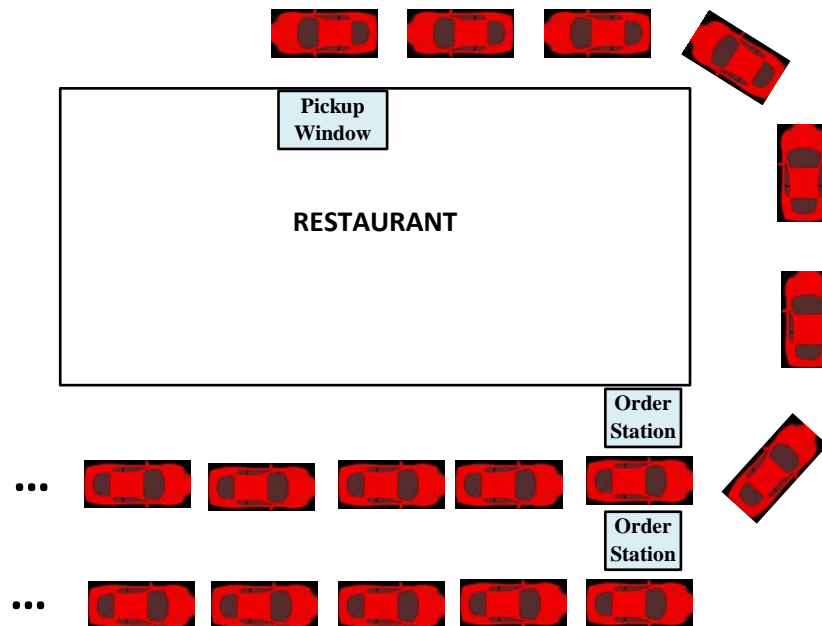 Pickup
Window
RESTAURANT
Order
Station
...
Order
Station
...